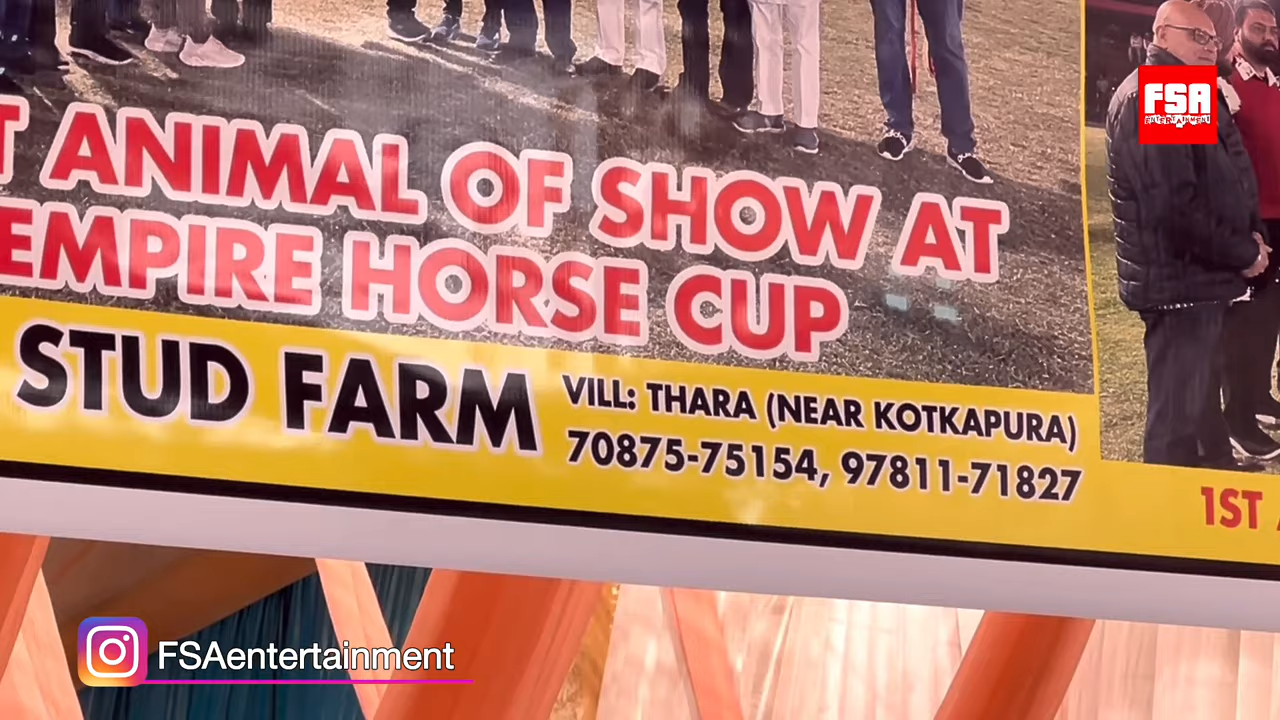 FSA
ENTERTAINMENT
T ANIMAL OF SHOW AT
EMPIRE HORSE CUP
STUD FARM
VILL: THARA (NEAR KOTKAPURA)
70875-75154, 97811-71827
1ST
FSAentertainment